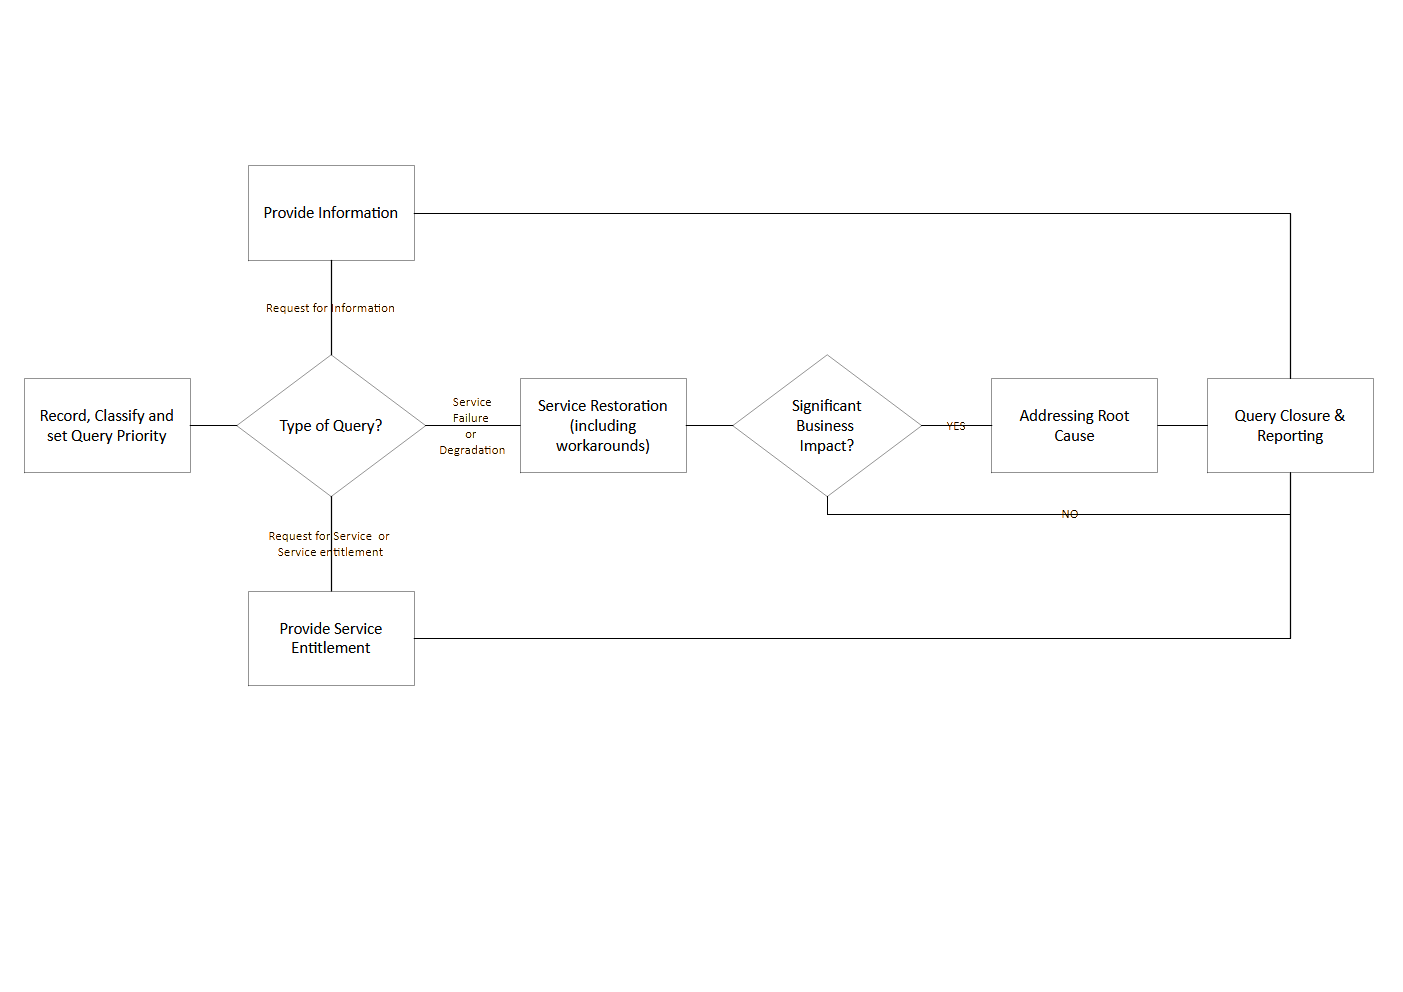 Provide Information
Request for Information
Record, Classify and
set Query Priority
Type of Query?
Service
Failure
or
Degradation
Service Restoration
(including
workarounds)
Significant
Business
Impact?
YES
Addressing Root
Cause
Query Closure &
Reporting
NO
Request for Service or
Service entitlement
Provide Service
Entitlement